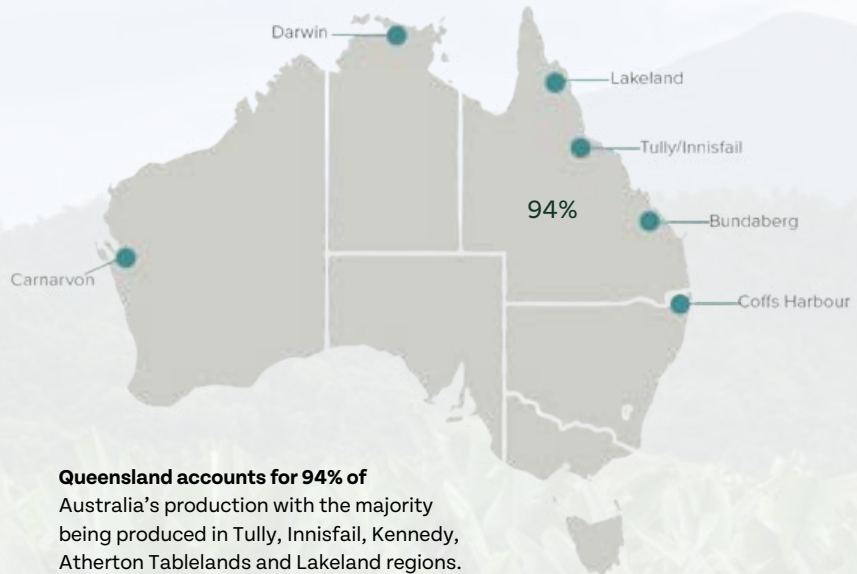 Darwin
Lakeland
Tully/Innisfail
94%
Bundaberg
Carnarvon
Coffs Harbour
Queensland accounts for 94% of
Australia’s production with the majority
being produced in Tully, Innisfail, Kennedy,
Atherton Tablelands and Lakeland regions.